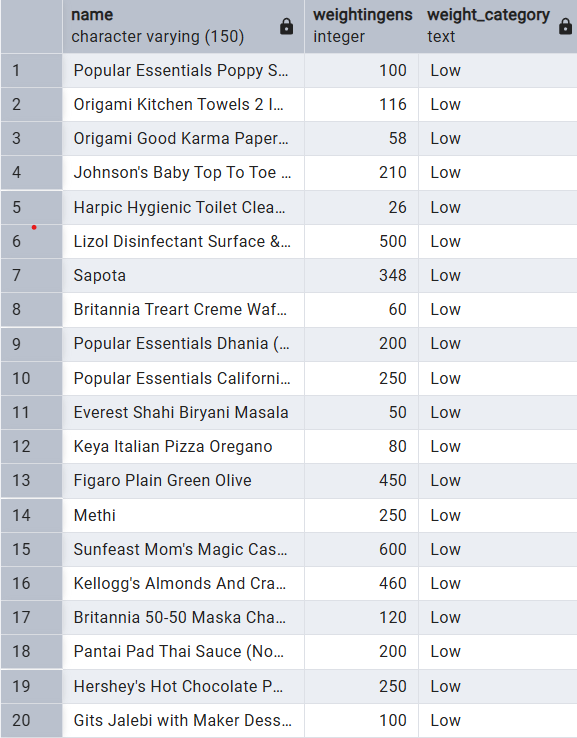 name weightingens weight_category
character varying (150) integer text
1 Popular Essentials Poppy S... 100 Low
2 Origami Kitchen Towels 2 I... 116 Low
3 Origami Good Karma Paper... 58 Low
4 Johnson's Baby Top To Toe ... 210 Low
5 Harpic Hygienic Toilet Clea... 26 Low
6 Lizol Disinfectant Surface &... 500 Low
7 Sapota 348 Low
8 Britannia Treart Creme Waf... 60 Low
9 Popular Essentials Dhania (... 200 Low
10 Popular Essentials Californi... 250 Low
11 Everest Shahi Biryani Masala 50 Low
12 Keya Italian Pizza Oregano 80 Low
13 Figaro Plain Green Olive 450 Low
14 Methi 250 Low
15 Sunfeast Mom's Magic Cas... 600 Low
16 Kellogg's Almonds And Cra... 460 Low
17 Britannia 50-50 Maska Cha... 120 Low
18 Pantai Pad Thai Sauce (No... 200 Low
19 Hershey's Hot Chocolate P... 250 Low
20 Gits Jalebi with Maker Dess... 100 Low